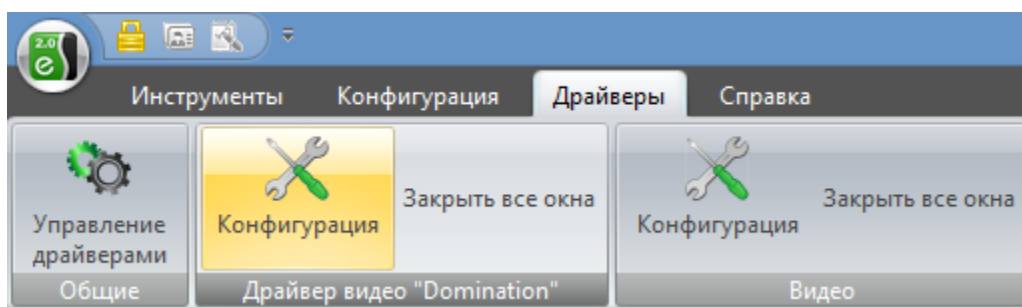 2.0
e
Инструменты Конфигурация Драйверы Справка
Управление
драйверами
Конфигурация
Закрыть все окна
Конфигурация
Закрыть все окна
Общие
Драйвер видео "Domination"
Видео